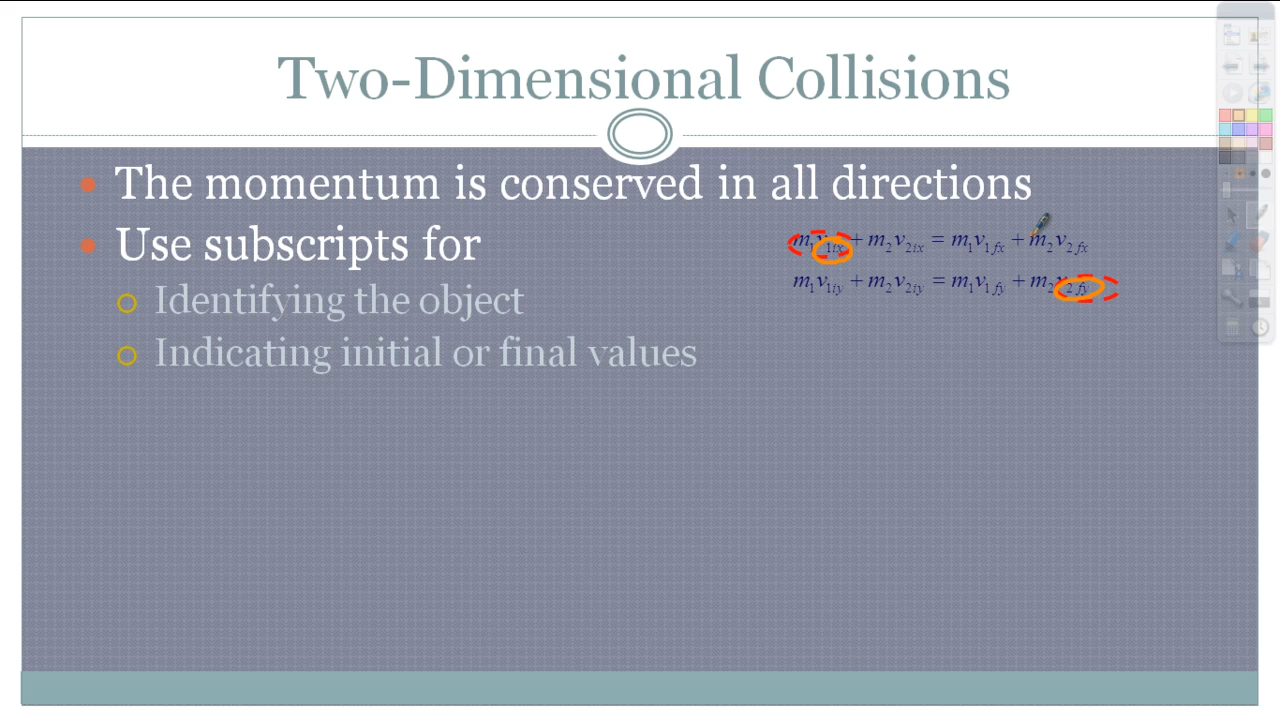 Two-Dimensional Collisions
The momentum is conserved in all directions
Use subscripts for
m₁v₁ix + m₂v₂ix = m₁v₁fx + m₂v₂fx
m₁v₁iy + m₂v₂iy = m₁v₁fy + m₂v₂fy
Identifying the object
Indicating initial or final values